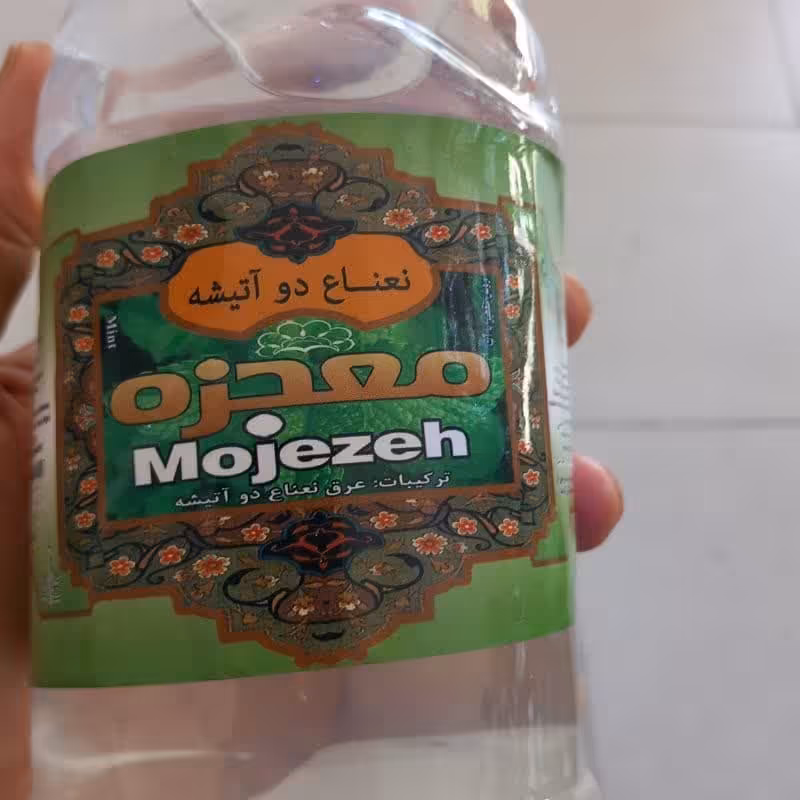 نعناع دو آتیشه
Mint
معجزه
Mojezeh
ترکیبات: عرق نعناع دو آتیشه